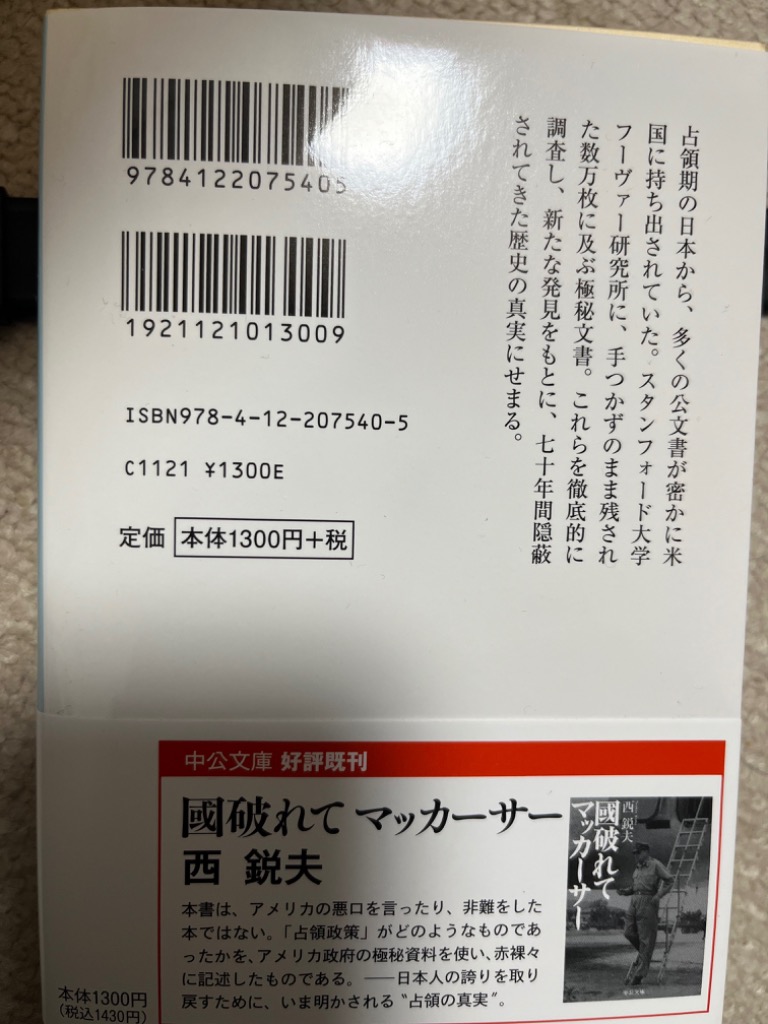 占領期の日本から、多くの公文書が密かに米
国に持ち出されていた。スタンフォード大学
フーヴァー研究所に、手つかずのまま残され
た数万枚に及ぶ極秘文書。これらを徹底的に
調査し、新たな発見をもとに、七十年間隠蔽
されてきた歴史の真実にせまる。
9784122075405
1921121013009
ISBN978-4-12-207540-5
C1121 ¥1300E
定価 本体1300円+税
中公文庫 好評既刊
國破れて マッカーサー
西 鋭夫
本書は、アメリカの悪口を言ったり、非難をした
本ではない。「占領政策」がどのようなものであ
ったかを、アメリカ政府の極秘資料を使い、赤裸々
に記述したものである。――日本人の誇りを取り
戻すために、いま明かされる〝占領の真実〟。
西 鋭夫
國破れて
マッカーサー
中公文庫
本体1300円
(税込1430円)